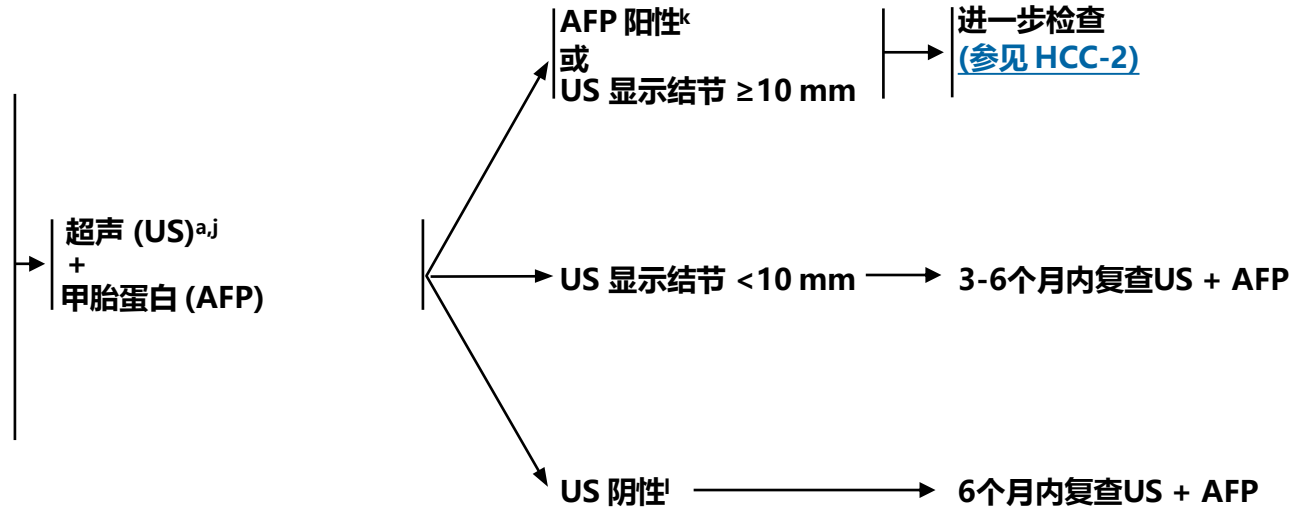 AFP 阳性ᵏ
或
US 显示结节 ≥10 mm
进一步检查
(参见 HCC-2)
超声 (US)ᵃ,ʲ
+
甲胎蛋白 (AFP)
US 显示结节 <10 mm
3-6个月内复查US + AFP
US 阴性ˡ
6个月内复查US + AFP